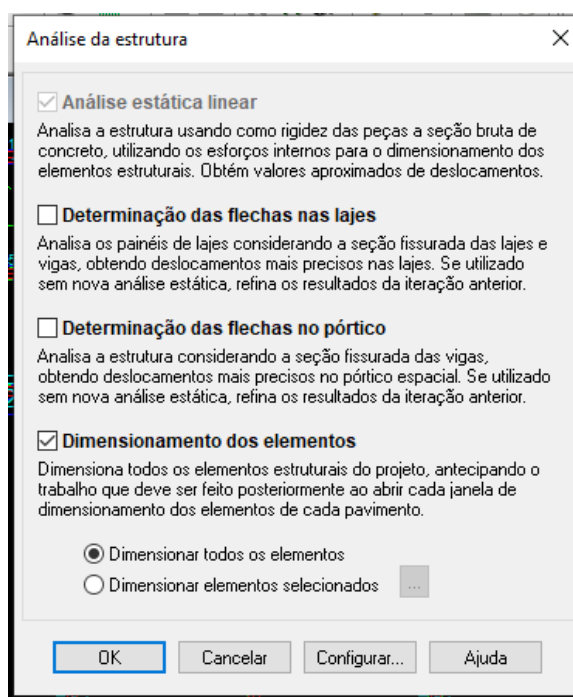 Análise da estrutura
Análise estática linear
Analisa a estrutura usando como rigidez das peças a seção bruta de
concreto, utilizando os esforços internos para o dimensionamento dos
elementos estruturais. Obtém valores aproximados de deslocamentos.
Determinação das flechas nas lajes
Analisa os painéis de lajes considerando a seção fissurada das lajes e
vigas, obtendo deslocamentos mais precisos nas lajes. Se utilizado
sem nova análise estática, refina os resultados da iteração anterior.
Determinação das flechas no pórtico
Analisa a estrutura considerando a seção fissurada das vigas,
obtendo deslocamentos mais precisos no pórtico espacial. Se utilizado
sem nova análise estática, refina os resultados da iteração anterior.
Dimensionamento dos elementos
Dimensiona todos os elementos estruturais do projeto, antecipando o
trabalho que deve ser feito posteriormente ao abrir cada janela de
dimensionamento dos elementos de cada pavimento.
Dimensionar todos os elementos
Dimensionar elementos selecionados ...
OK Cancelar Configurar... Ajuda